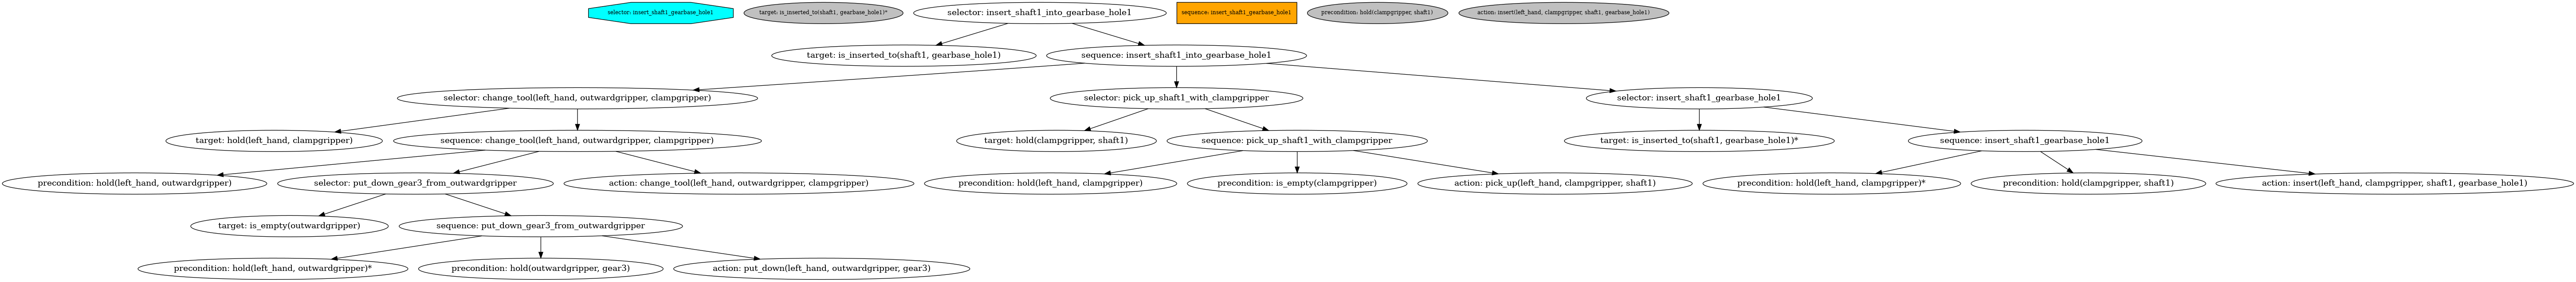 selector: insert_shaft1_gearbase_hole1
target: is_inserted_to(shaft1, gearbase_hole1)*
selector: insert_shaft1_into_gearbase_hole1
sequence: insert_shaft1_gearbase_hole1
precondition: hold(clampgripper, shaft1)
action: insert(left_hand, clampgripper, shaft1, gearbase_hole1)
target: is_inserted_to(shaft1, gearbase_hole1)
sequence: insert_shaft1_into_gearbase_hole1
selector: change_tool(left_hand, outwardgripper, clampgripper)
selector: pick_up_shaft1_with_clampgripper
selector: insert_shaft1_gearbase_hole1
target: hold(left_hand, clampgripper)
sequence: change_tool(left_hand, outwardgripper, clampgripper)
target: hold(clampgripper, shaft1)
sequence: pick_up_shaft1_with_clampgripper
target: is_inserted_to(shaft1, gearbase_hole1)*
sequence: insert_shaft1_gearbase_hole1
precondition: hold(left_hand, outwardgripper)
selector: put_down_gear3_from_outwardgripper
action: change_tool(left_hand, outwardgripper, clampgripper)
precondition: hold(left_hand, clampgripper)
precondition: is_empty(clampgripper)
action: pick_up(left_hand, clampgripper, shaft1)
precondition: hold(left_hand, clampgripper)*
precondition: hold(clampgripper, shaft1)
action: insert(left_hand, clampgripper, shaft1, gearbase_hole1)
target: is_empty(outwardgripper)
sequence: put_down_gear3_from_outwardgripper
precondition: hold(left_hand, outwardgripper)*
precondition: hold(outwardgripper, gear3)
action: put_down(left_hand, outwardgripper, gear3)